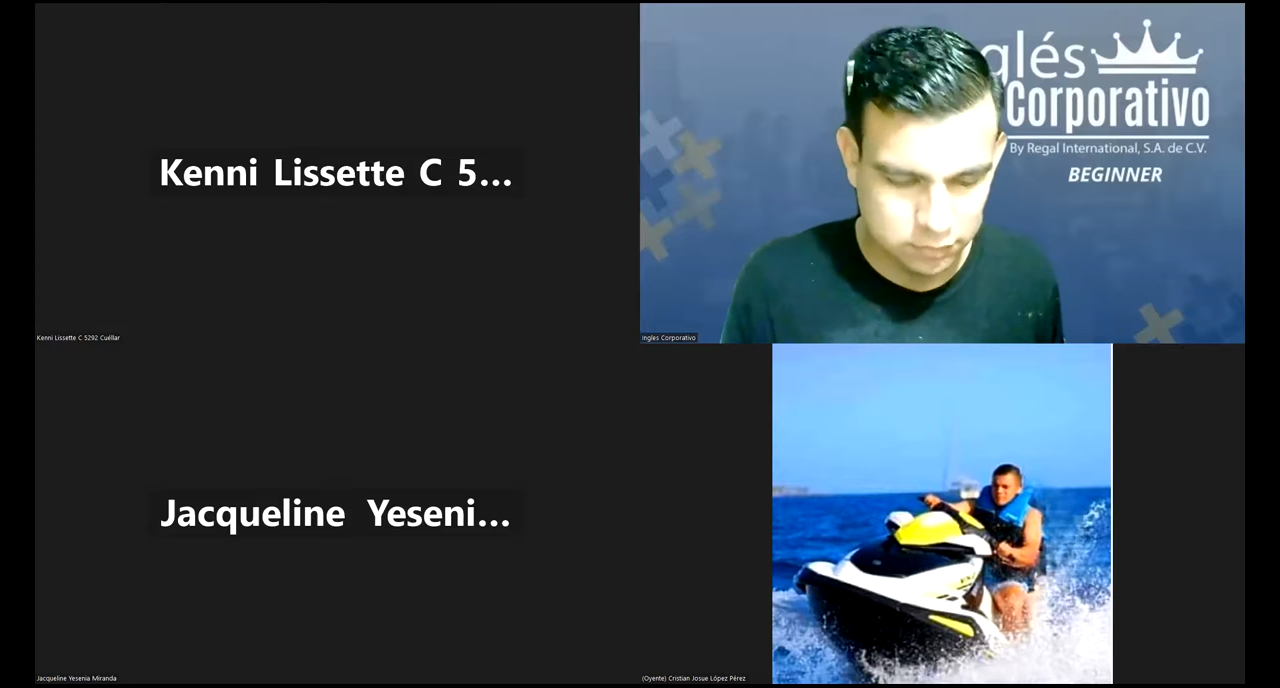 Kenni Lissette C 5...
Kenni Lissette C 5292 Cuéllar
glés
Corporativo
By Regal International, S.A. de C.V.
BEGINNER
Ingles Corporativo
Jacqueline Yeseni...
Jacqueline Yesenia Miranda
(Oyente) Cristian Josue López Pérez